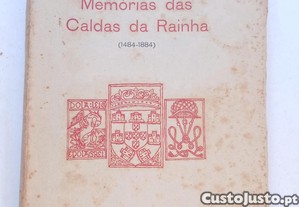 Memórias das
Caldas da Rainha
(1484-1884)
CustoJusto.pt